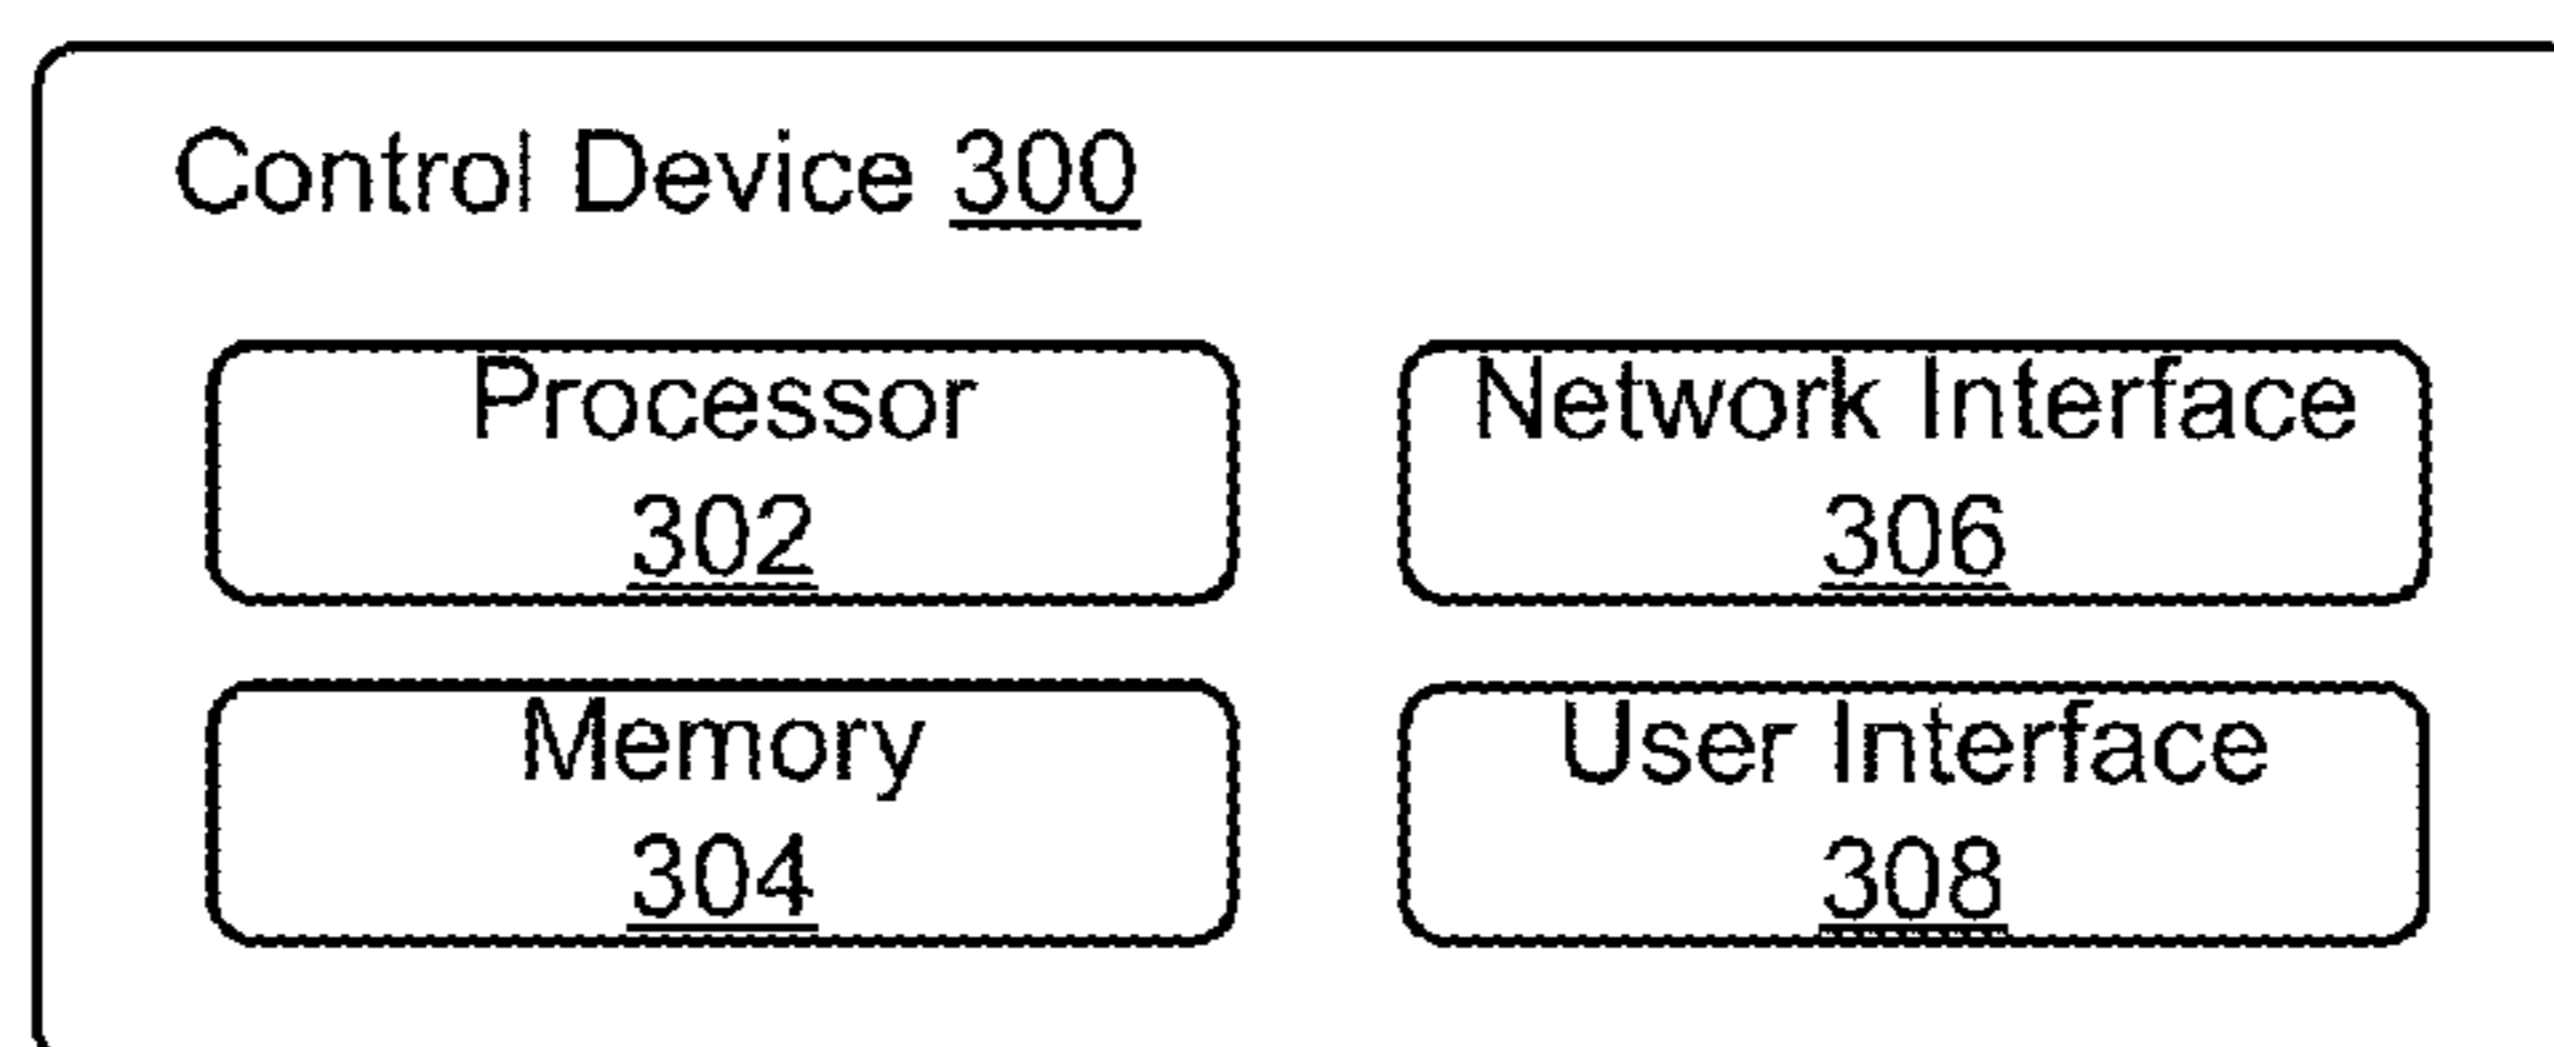 Control Device 300
Processor
302
Network Interface
306
Memory
304
User Interface
308